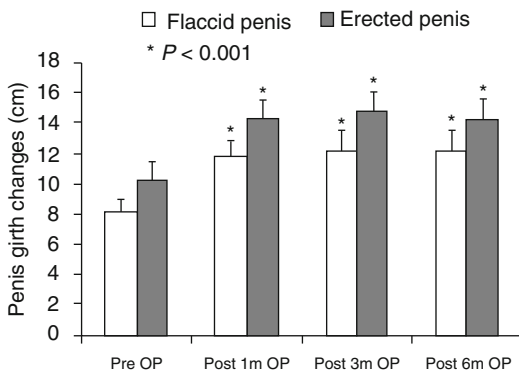 Flaccid penis Erected penis
* P < 0.001
Penis girth changes (cm)
18
16
14
12
10
8
6
4
2
0
* * * * * *
Pre OP Post 1m OP Post 3m OP Post 6m OP